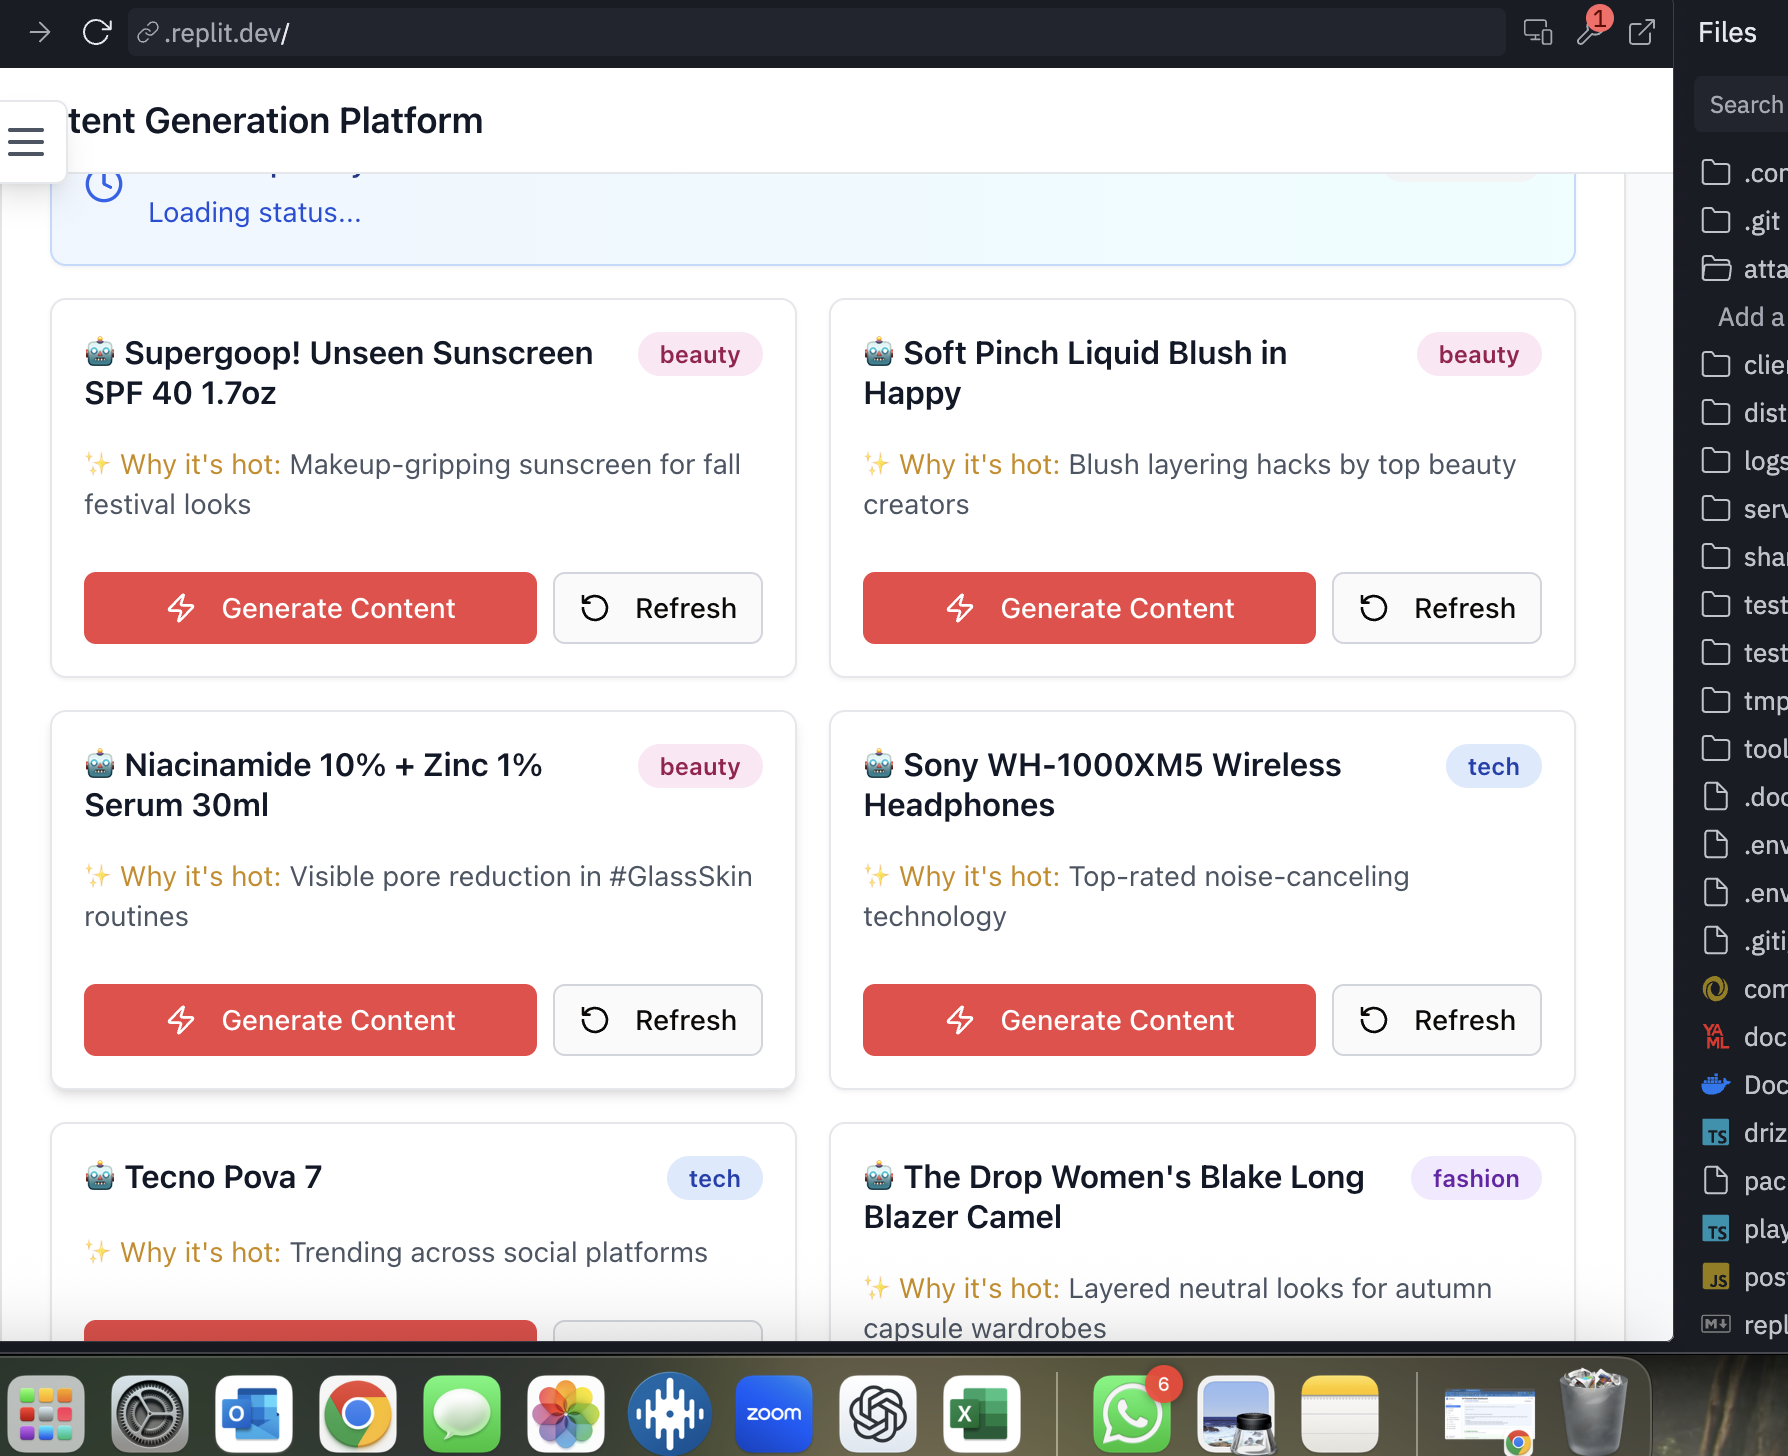 .replit.dev/
1
Files
Search
tent Generation Platform
Loading status...
Supergoop! Unseen Sunscreen
SPF 40 1.7oz
beauty
Why it's hot: Makeup-gripping sunscreen for fall
festival looks
Generate Content
Refresh
Soft Pinch Liquid Blush in
Happy
beauty
Why it's hot: Blush layering hacks by top beauty
creators
Generate Content
Refresh
Niacinamide 10% + Zinc 1%
Serum 30ml
beauty
Why it's hot: Visible pore reduction in #GlassSkin
routines
Generate Content
Refresh
Sony WH-1000XM5 Wireless
Headphones
tech
Why it's hot: Top-rated noise-canceling
technology
Generate Content
Refresh
Tecno Pova 7
tech
Why it's hot: Trending across social platforms
The Drop Women's Blake Long
Blazer Camel
fashion
Why it's hot: Layered neutral looks for autumn
capsule wardrobes
.con
.git
atta
Add a
clie
dist
logs
serv
shar
test
test
tmp
tool
.doc
.env
.env
.giti
com
YAML
doc
Doc
TS
driz
pac
TS
play
JS
post
M
repl
O
zoom
X
6